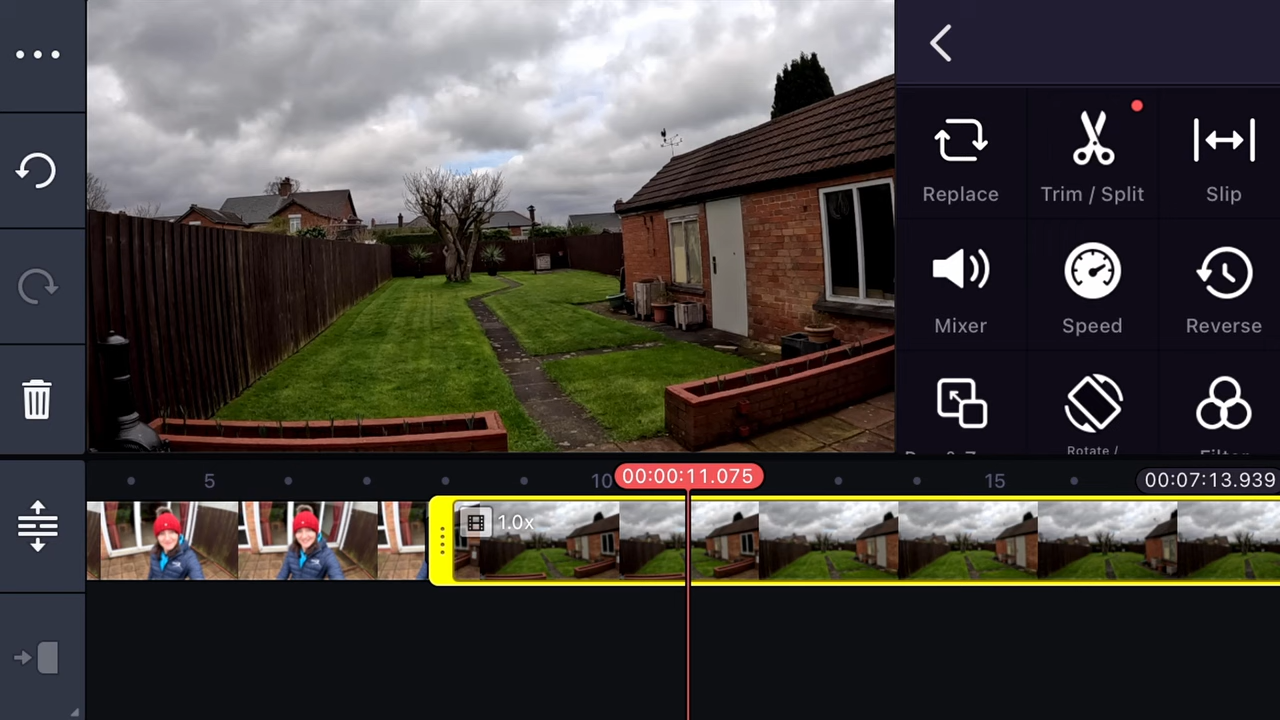 Replace
Trim / Split
Slip
Mixer
Speed
Reverse
Rotate /
5
10
00:00:11.075
15
00:07:13.939
1.0x